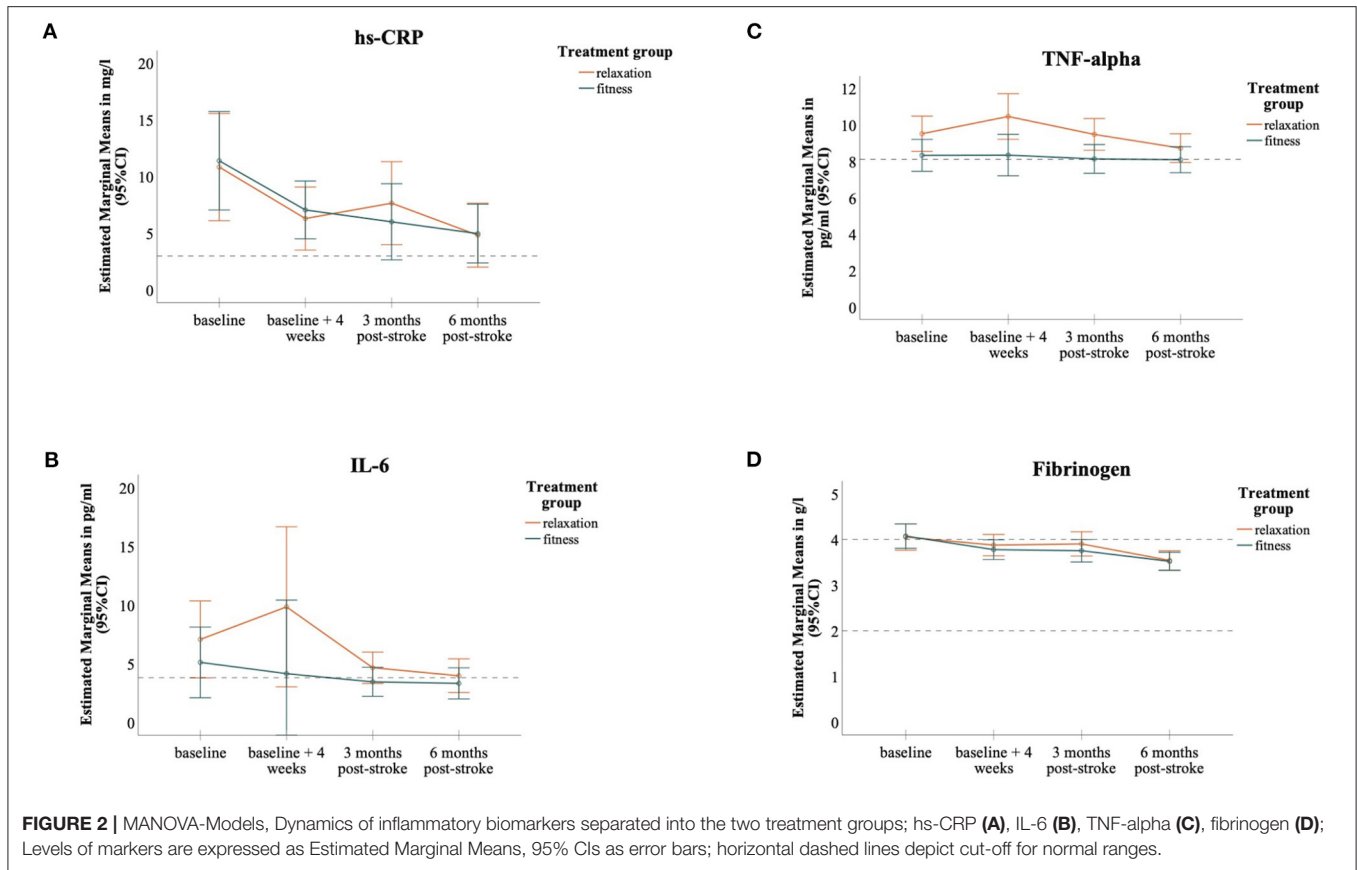 A
hs-CRP
Treatment group
relaxation
fitness
Estimated Marginal Means in mg/l
(95%CI)
20
15
10
5
0
baseline
baseline + 4
weeks
3 months
post-stroke
6 months
post-stroke
C
TNF-alpha
Treatment
group
relaxation
fitness
Estimated Marginal Means in
pg/ml (95%CI)
12
10
8
6
4
2
0
baseline
baseline + 4
weeks
3 months
post-stroke
6 months
post-stroke
B
IL-6
Treatment
group
relaxation
fitness
Estimated Marginal Means in pg/ml
(95%CI)
20
15
10
5
0
baseline
baseline + 4
weeks
3 months
post-stroke
6 months
post-stroke
D
Fibrinogen
Treatment
group
relaxation
fitness
Estimated Marginal Means in g/l
(95%CI)
5
4
3
2
1
0
baseline
baseline + 4
weeks
3 months
post-stroke
6 months
post-stroke
FIGURE 2 | MANOVA-Models, Dynamics of inflammatory biomarkers separated into the two treatment groups; hs-CRP (A), IL-6 (B), TNF-alpha (C), fibrinogen (D);
Levels of markers are expressed as Estimated Marginal Means, 95% CIs as error bars; horizontal dashed lines depict cut-off for normal ranges.